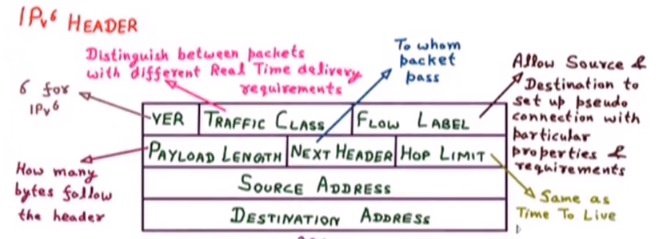 IPv6 HEADER
Distinguish between packets
with different Real Time delivery
requirements
To whom
packet
pass
Allow Source &
Destination to
set up pseudo
connection with
particular
properties &
requirements
6 for
IPv6
VER TRAFFIC CLASS FLOW LABEL
PAYLOAD LENGTH NEXT HEADER HOP LIMIT
SOURCE ADDRESS
DESTINATION ADDRESS
How many
bytes follow
the header
Same as
Time To Live